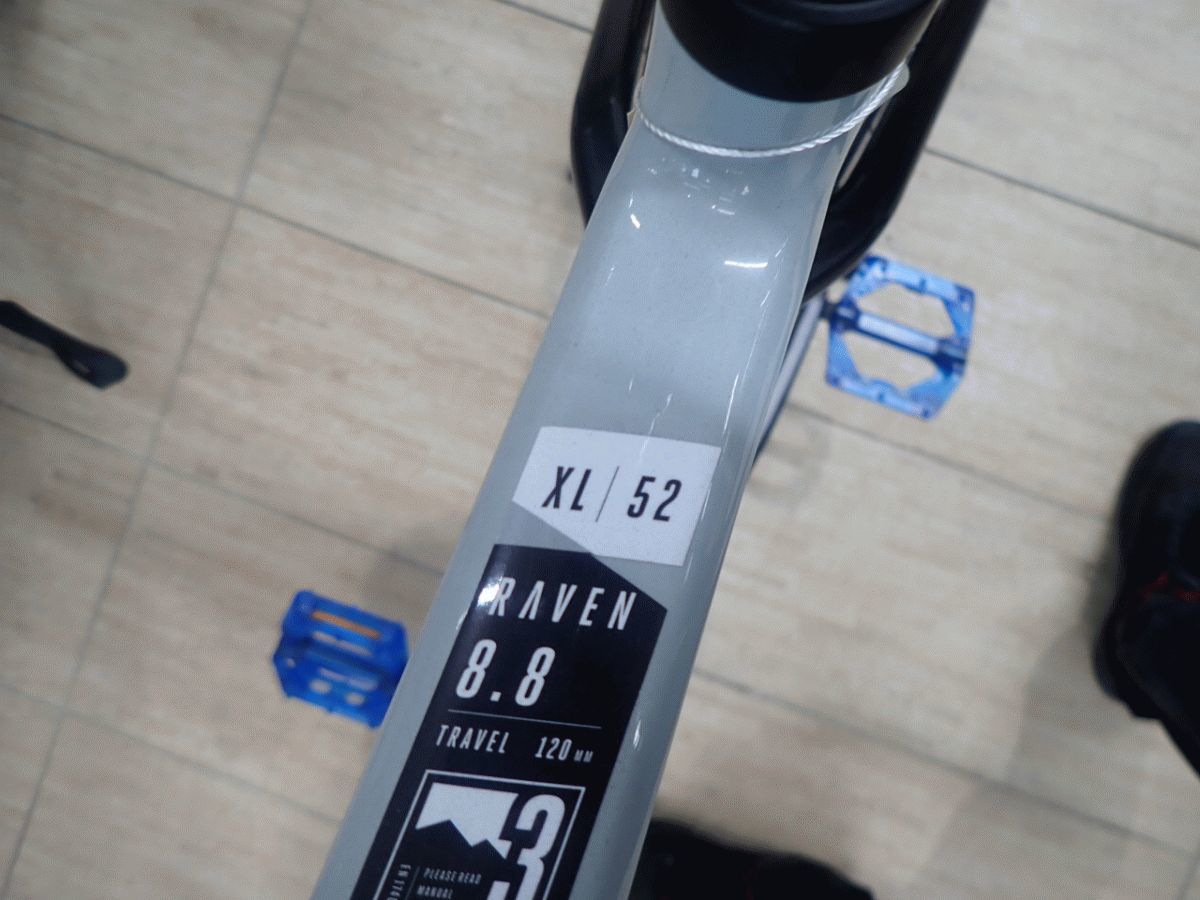 XL | 52
RAVEN
8.8
TRAVEL 120 MM
3
PLEASE READ
MANUAL